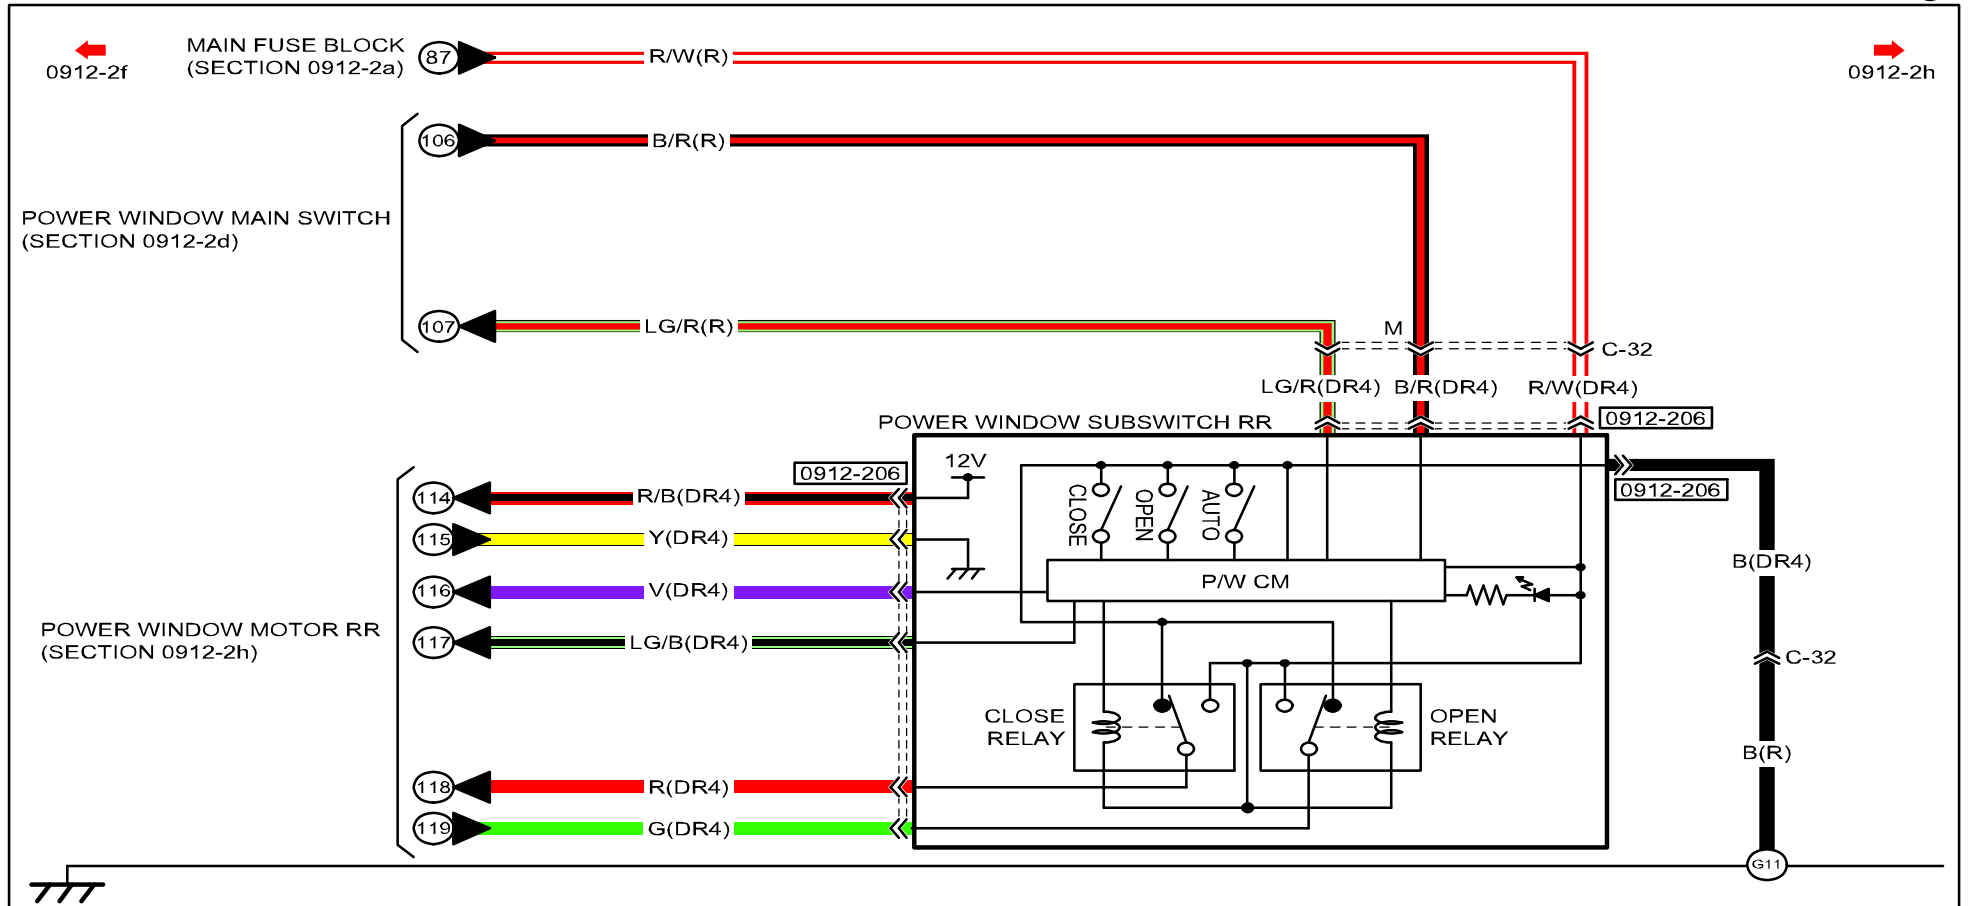 0912-2f
MAIN FUSE BLOCK
(SECTION 0912-2a)
87
R/W(R)
0912-2h
106
B/R(R)
POWER WINDOW MAIN SWITCH
(SECTION 0912-2d)
107
LG/R(R)
M
C-32
LG/R(DR4)
B/R(DR4)
R/W(DR4)
POWER WINDOW SUBSWITCH RR
0912-206
0912-206
12V
0912-206
114
R/B(DR4)
CLOSE
OPEN
AUTO
115
Y(DR4)
B(DR4)
116
V(DR4)
P/W CM
POWER WINDOW MOTOR RR
(SECTION 0912-2h)
117
LG/B(DR4)
C-32
CLOSE
RELAY
OPEN
RELAY
B(R)
118
R(DR4)
119
G(DR4)
G11